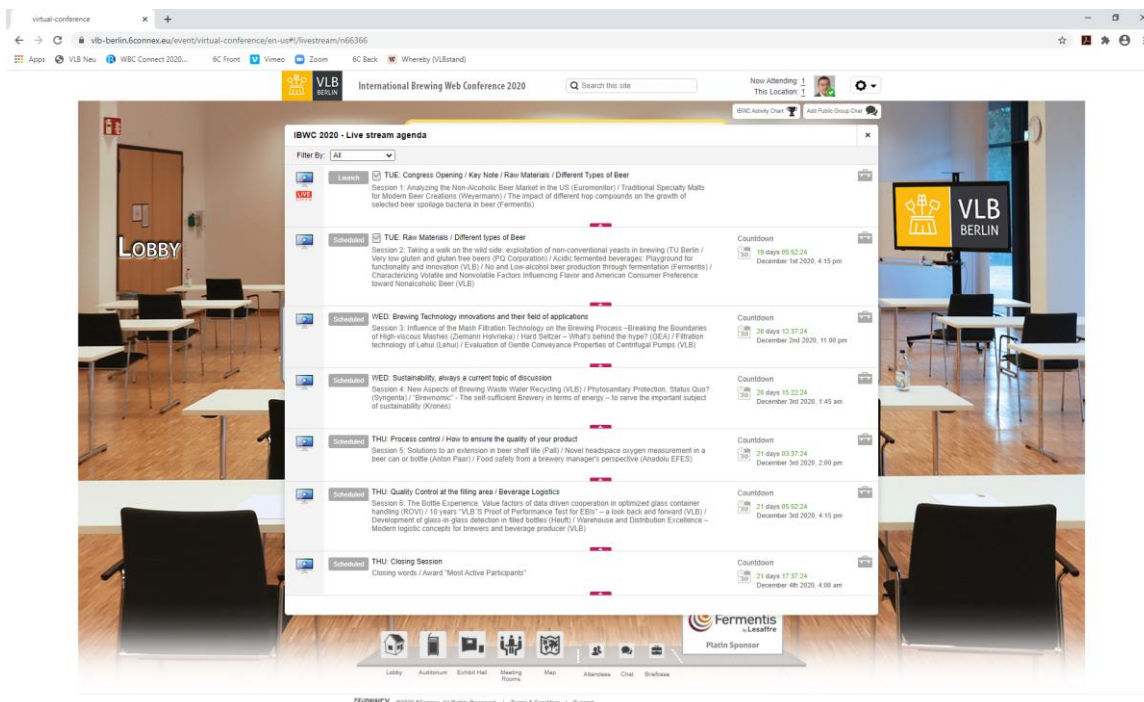 virtual-conference
vlb-berlin.6connex.eu/event/virtual-conference/en-us#!/livestream/n66366
Apps VLB Neu WBC Connect 2020... 6C Front Vimeo Zoom 6C Back Whereby (VLBstand)
VLB
BERLIN
International Brewing Web Conference 2020
Search this site
Now Attending: 1
This Location: 1
IBWC Activity Chart
Add Public Group Chat
IBWC 2020 - Live stream agenda
Filter By: All
Launch
TUE: Congress Opening / Key Note / Raw Materials / Different Types of Beer
LIVE
Session 1: Analyzing the Non-Alcoholic Beer Market in the US (Euromonitor) / Traditional Specialty Malts
for Modern Beer Creations (Weyermann) / The impact of different hop compounds on the growth of
selected beer spoilage bacteria in beer (Fermentis)
Scheduled
TUE: Raw Materials / Different types of Beer
Session 2: Taking a walk on the wild side: exploitation of non-conventional yeasts in brewing (TU Berlin /
Very low gluten and gluten free beers (PQ Corporation) / Acidic fermented beverages: Playground for
functionality and innovation (VLB) / No and Low-alcohol beer production through fermentation (Fermentis) /
Characterizing Volatile and Nonvolatile Factors Influencing Flavor and American Consumer Preference
toward Nonalcoholic Beer (VLB)
Countdown
19 days 05:52:24
December 1st 2020, 4:15 pm
Scheduled
WED: Brewing Technology innovations and their field of applications
Session 3: Influence of the Mash Filtration Technology on the Brewing Process –Breaking the Boundaries
of High-viscous Mashes (Ziemann Holvrieka) / Hard Seltzer – What's behind the hype? (GEA) / Filtration
technology of Lehui (Lehui) / Evaluation of Gentle Conveyance Properties of Centrifugal Pumps (VLB)
Countdown
20 days 12:37:24
December 2nd 2020, 11:00 pm
Scheduled
WED: Sustainability, always a current topic of discussion
Session 4: New Aspects of Brewing Waste Water Recycling (VLB) / Phytosanitary Protection, Status Quo?
(Syngenta) / "Brewnomic" - The self-sufficient Brewery in terms of energy – to serve the important subject
of sustainability (Krones)
Countdown
20 days 15:22:24
December 3rd 2020, 1:45 am
Scheduled
THU: Process control / How to ensure the quality of your product
Session 5: Solutions to an extension in beer shelf life (Pall) / Novel headspace oxygen measurement in a
beer can or bottle (Anton Paar) / Food safety from a brewery manager's perspective (Anadolu EFES)
Countdown
21 days 03:37:24
December 3rd 2020, 2:00 pm
Scheduled
THU: Quality Control at the filling area / Beverage Logistics
Session 6: The Bottle Experience. Value factors of data driven cooperation in optimized glass container
handling (ROVI) / 10 years "VLB´S Proof of Performance Test for EBIs" – a look back and forward (VLB) /
Development of glass-in-glass detection in filled bottles (Heuft) / Warehouse and Distribution Excellence –
Modern logistic concepts for brewers and beverage producer (VLB)
Countdown
21 days 05:52:24
December 3rd 2020, 4:15 pm
Scheduled
THU: Closing Session
Closing words / Award "Most Active Participants"
Countdown
21 days 17:37:24
December 4th 2020, 4:00 am
LOBBY
VLB
BERLIN
Fermentis
by Lesaffre
Platin Sponsor
Lobby Auditorium Exhibit Hall Meeting Rooms Map Attendees Chat Briefcase